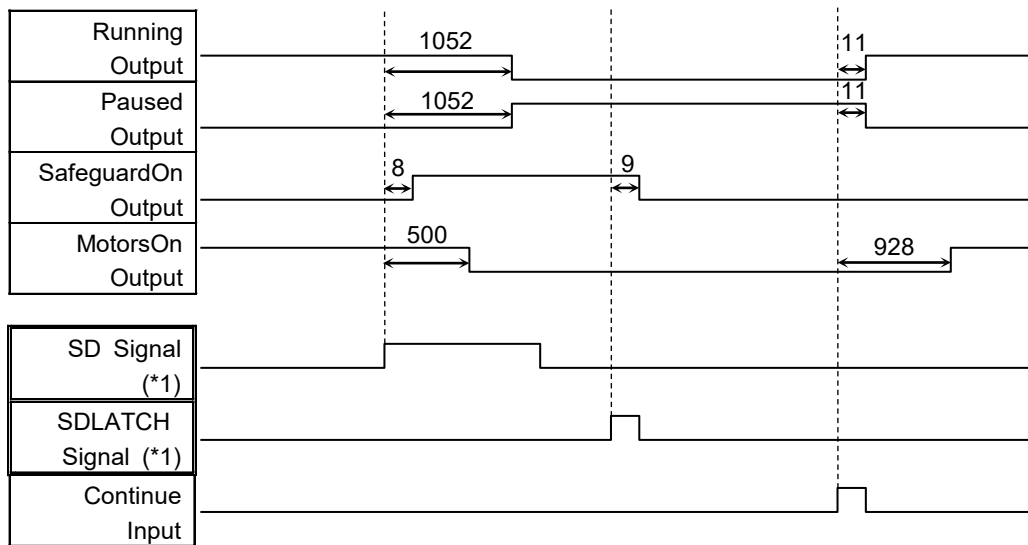 Running
Output
1052
11
Paused
Output
1052
11
SafeguardOn
Output
8
9
MotorsOn
Output
500
928
SD Signal
(*1)
SDLATCH
Signal (*1)
Continue
Input